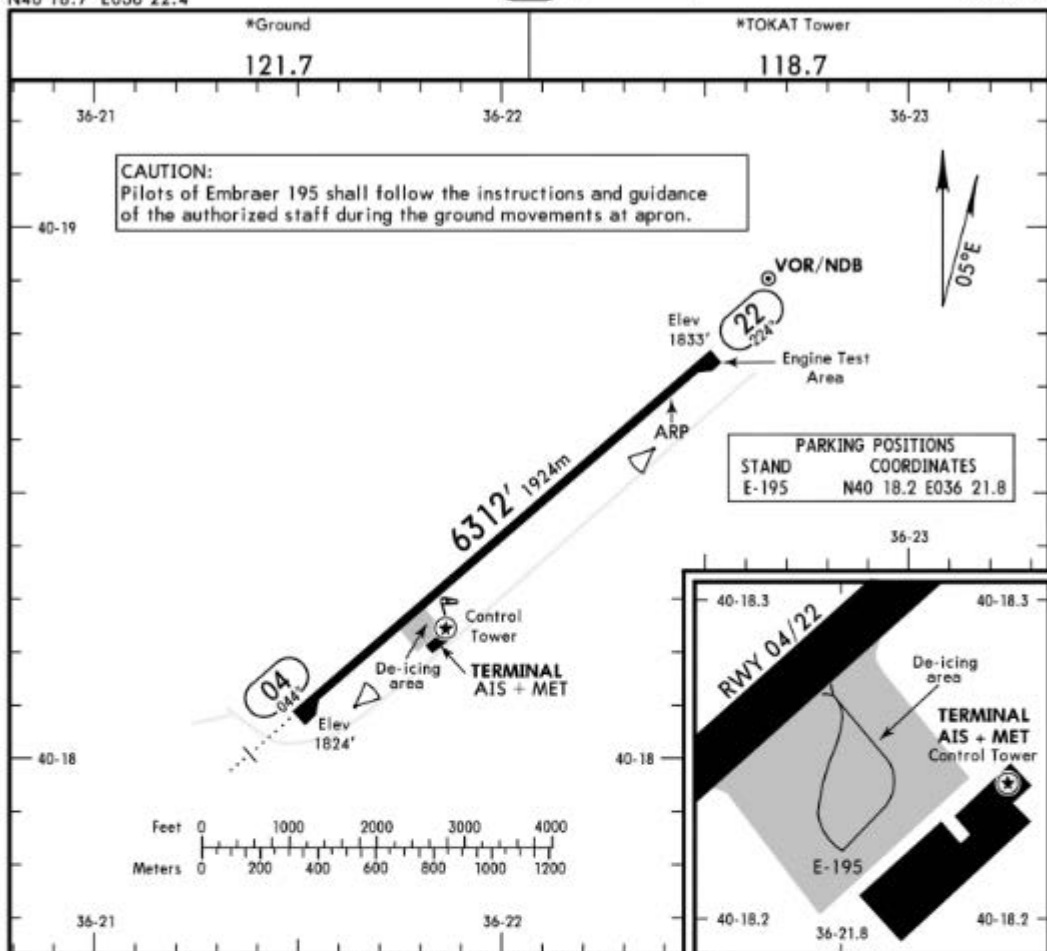 N40 18.7 E036 22.4
*Ground
121.7
*TOKAT Tower
118.7
36-21
36-22
36-23
CAUTION:
Pilots of Embraer 195 shall follow the instructions and guidance
of the authorized staff during the ground movements at apron.
40-19
05°E
VOR/NDB
22
224°
Elev
1833'
Engine Test
Area
ARP
PARKING POSITIONS
STAND COORDINATES
E-195 N40 18.2 E036 21.8
6312' 1924m
36-23
Control
Tower
De-icing
area
TERMINAL
AIS + MET
04
044°
Elev
1824'
40-18
40-18
Feet 0 1000 2000 3000 4000
Meters 0 200 400 600 800 1000 1200
36-21
36-22
40-18.3
40-18.3
RWY 04/22
De-icing
area
TERMINAL
AIS + MET
Control Tower
E-195
40-18.2
40-18.2
36-21.8